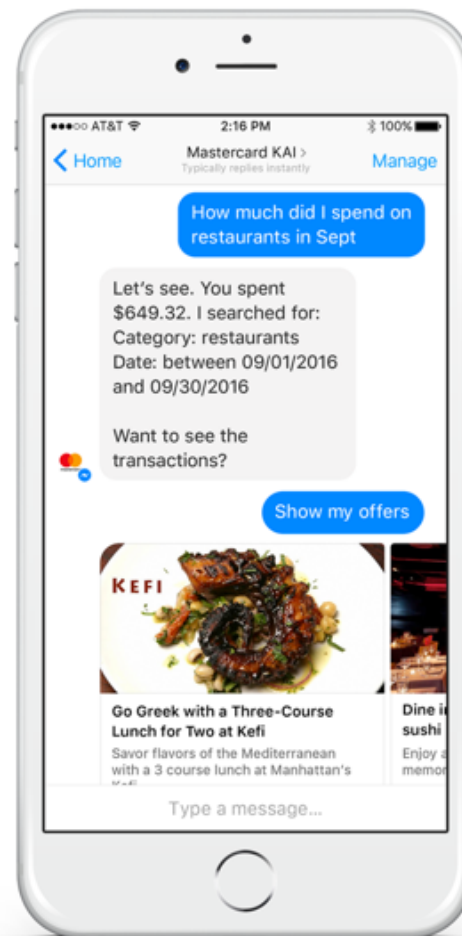 AT&T 2:16 PM 100%
Home Mastercard KAI > Manage
Typically replies instantly
How much did I spend on
restaurants in Sept
Let's see. You spent
$649.32. I searched for:
Category: restaurants
Date: between 09/01/2016
and 09/30/2016
Want to see the
transactions?
Show my offers
KEFI
Go Greek with a Three-Course
Lunch for Two at Kefi
Savor flavors of the Mediterranean
with a 3 course lunch at Manhattan's
Kefi
Dine
sushi
Enjoy